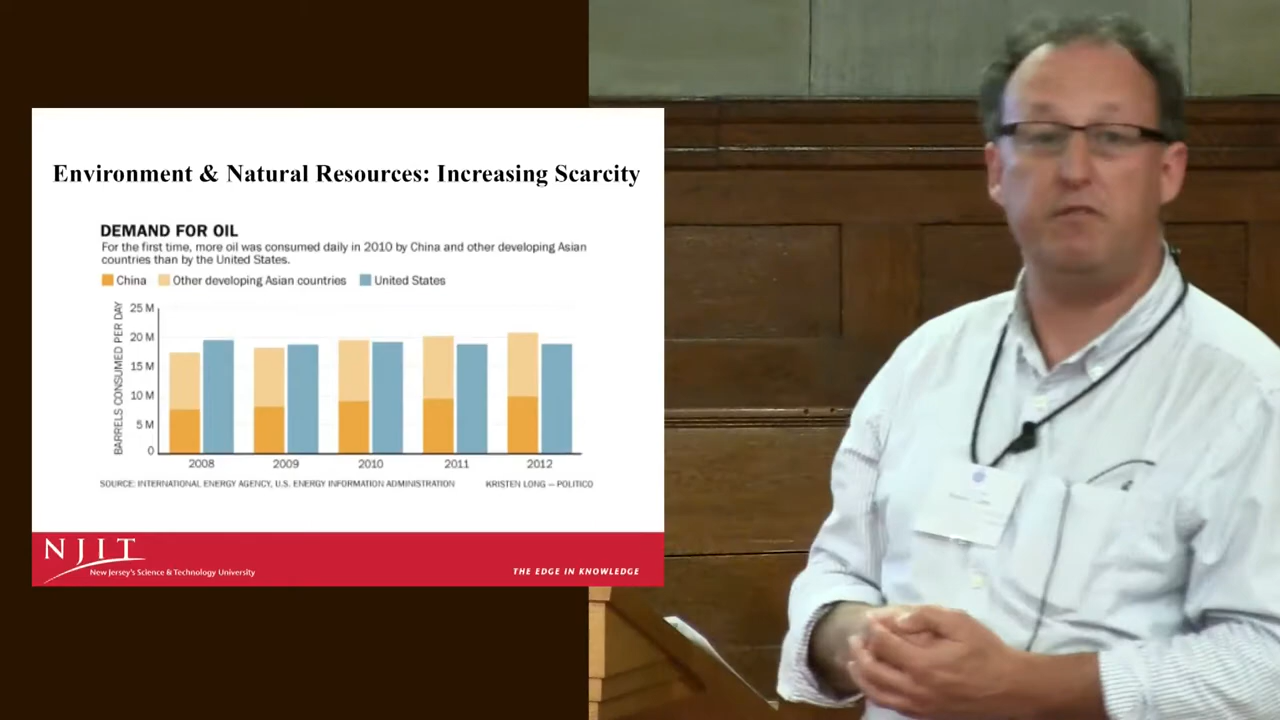 Environment & Natural Resources: Increasing Scarcity
DEMAND FOR OIL
For the first time, more oil was consumed daily in 2010 by China and other developing Asian
countries than by the United States.
China Other developing Asian countries United States
BARRELS CONSUMED PER DAY
25 M
20 M
15 M
10 M
5 M
0
2008 2009 2010 2011 2012
SOURCE: INTERNATIONAL ENERGY AGENCY, U.S. ENERGY INFORMATION ADMINISTRATION KRISTEN LONG — POLITICO
NJIT
New Jersey's Science & Technology University
THE EDGE IN KNOWLEDGE